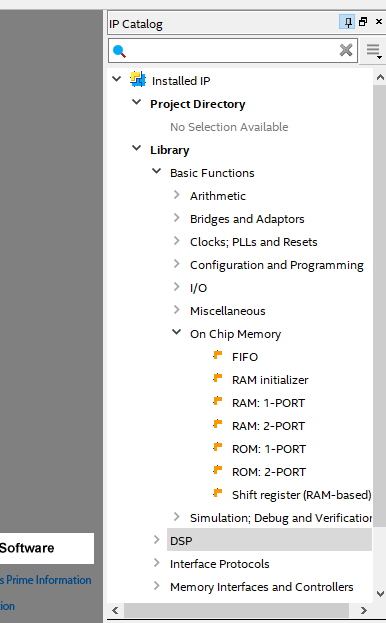 IP Catalog
Installed IP
Project Directory
No Selection Available
Library
Basic Functions
Arithmetic
Bridges and Adaptors
Clocks; PLLs and Resets
Configuration and Programming
I/O
Miscellaneous
On Chip Memory
FIFO
RAM initializer
RAM: 1-PORT
RAM: 2-PORT
ROM: 1-PORT
ROM: 2-PORT
Shift register (RAM-based)
Simulation; Debug and Verification
DSP
Software
Interface Protocols
s Prime Information
Memory Interfaces and Controllers
tion